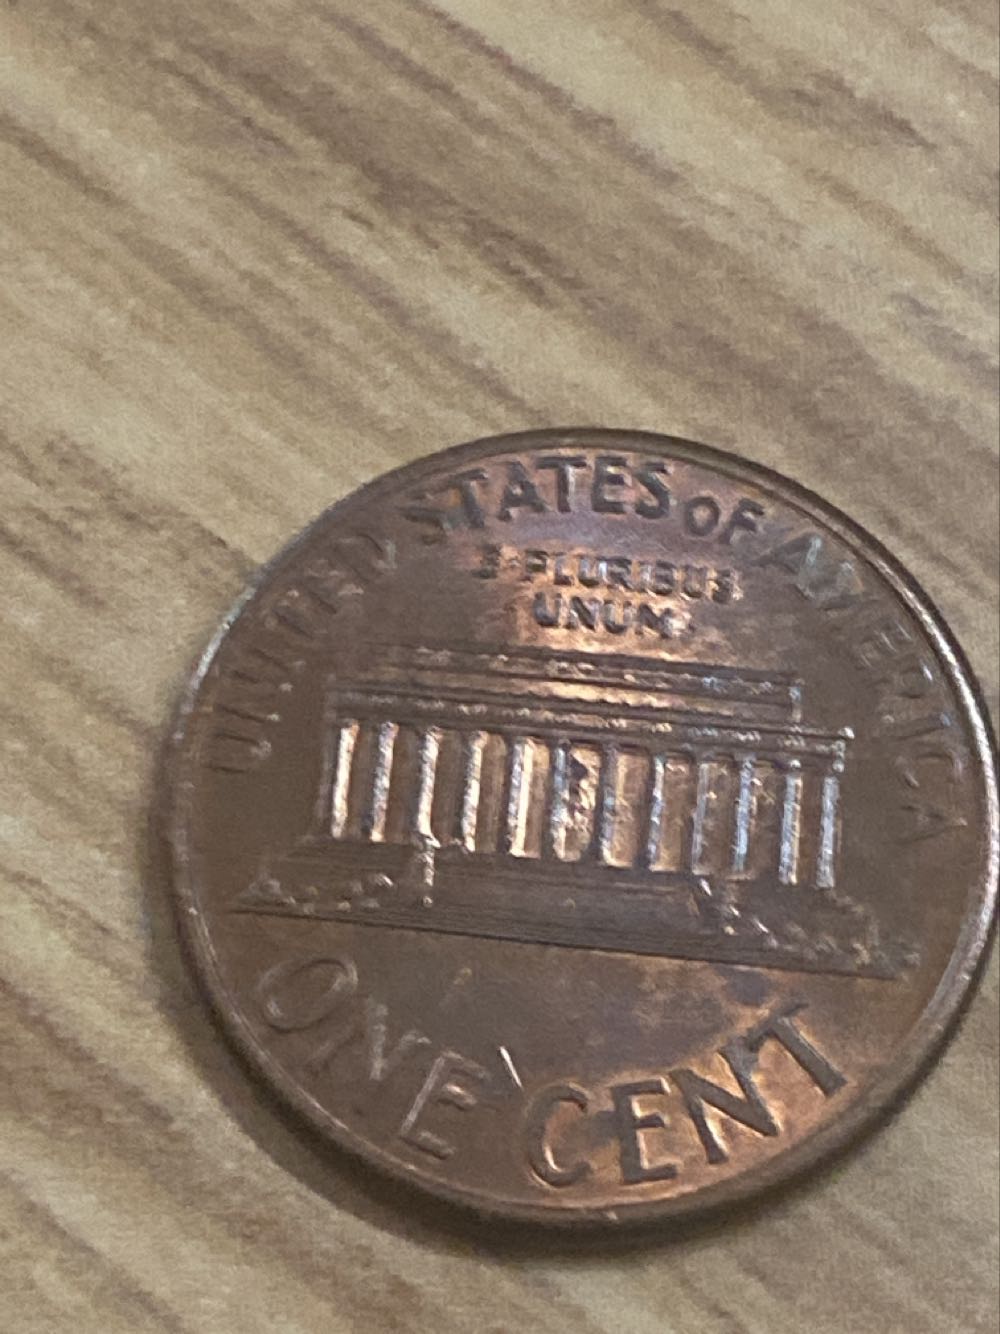 UNITED STATES OF AMERICA
E·PLURIBUS
UNUM
ONE CENT